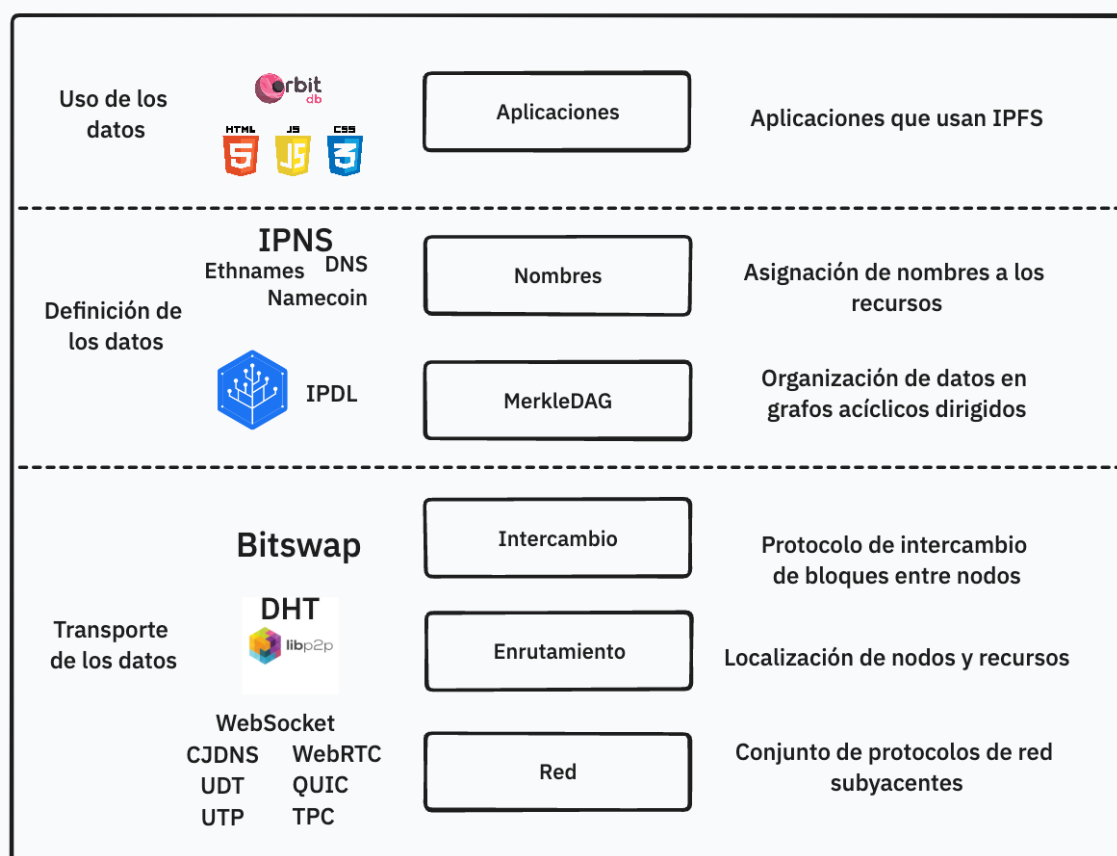 Uso de los
datos
Orbit
db
HTML
5
JS
JS
CSS
3
Aplicaciones
Aplicaciones que usan IPFS
Definición de
los datos
IPNS
Ethnames
DNS
Namecoin
Nombres
Asignación de nombres a los
recursos
IPDL
MerkleDAG
Organización de datos en
grafos acíclicos dirigidos
Transporte
de los datos
Bitswap
Intercambio
Protocolo de intercambio
de bloques entre nodos
DHT
libp2p
Enrutamiento
Localización de nodos y recursos
WebSocket
CJDNS
WebRTC
UDT
QUIC
UTP
TPC
Red
Conjunto de protocolos de red
subyacentes